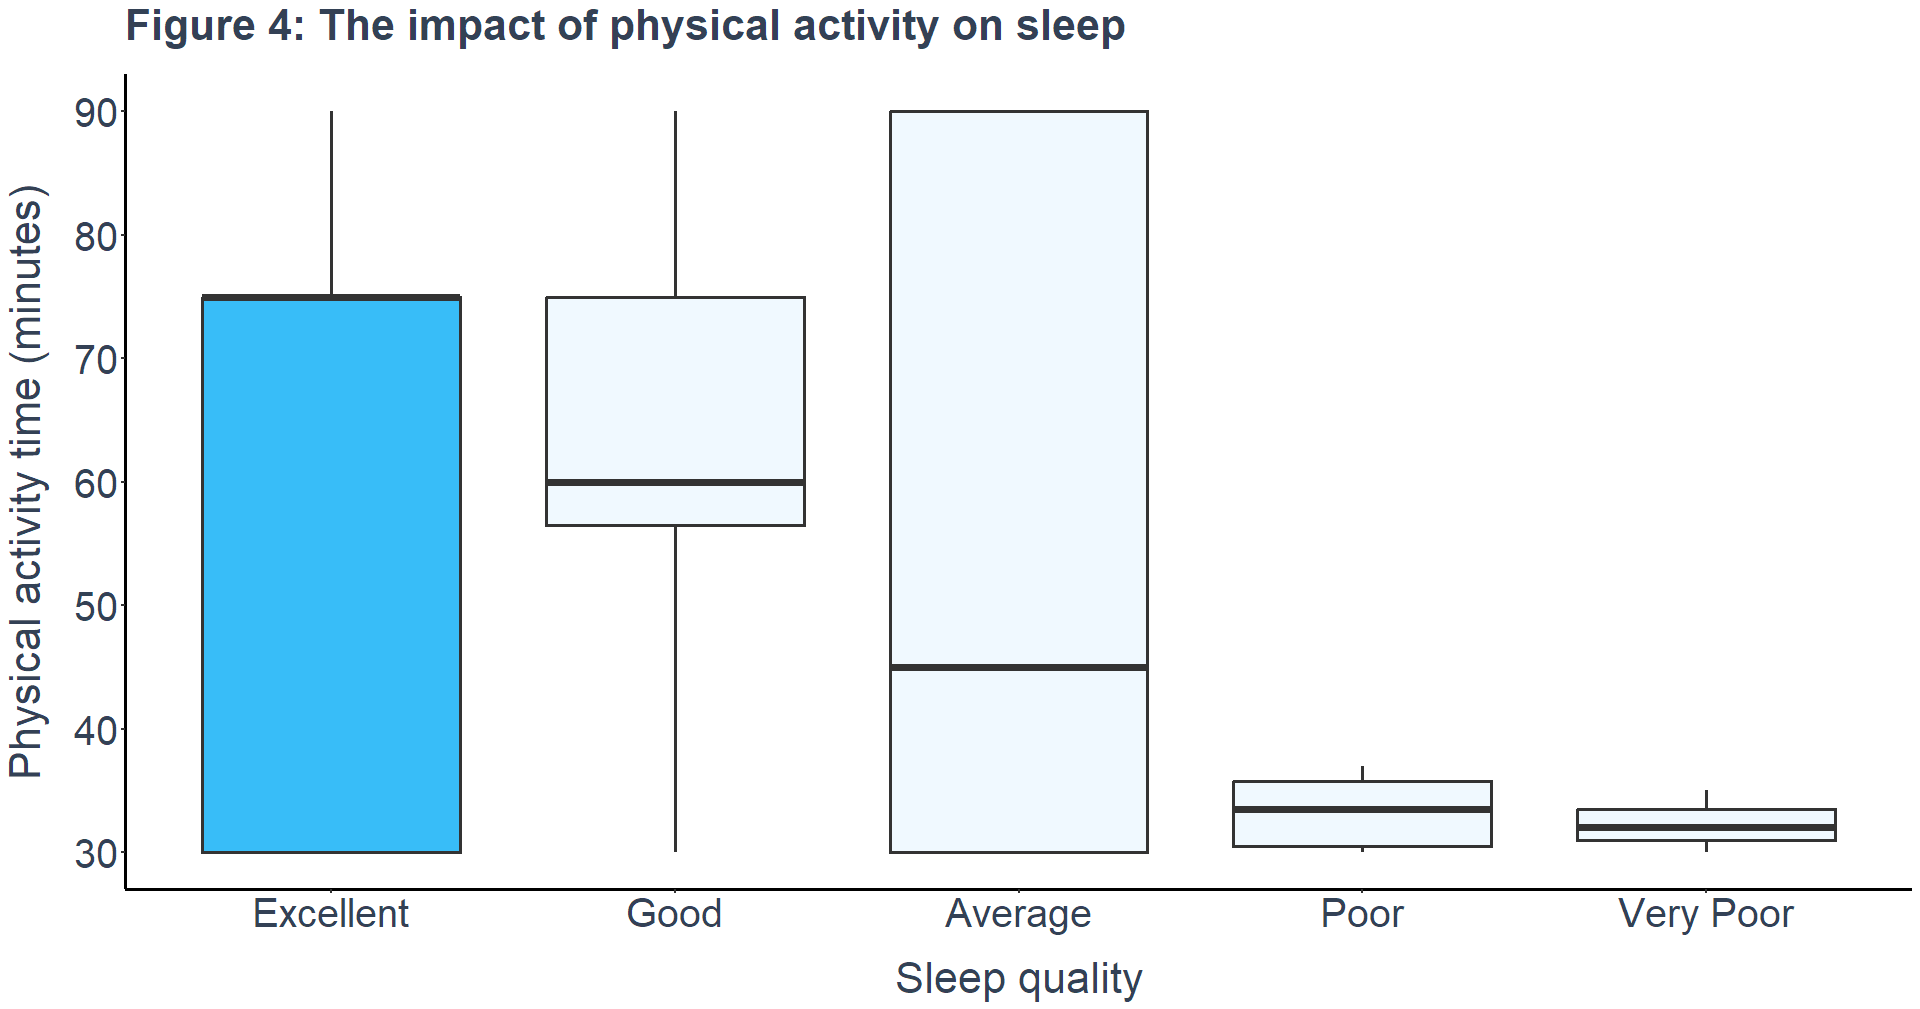 Figure 4: The impact of physical activity on sleep
Physical activity time (minutes)
90
80
70
60
50
40
30
Excellent Good Average Poor Very Poor
Sleep quality